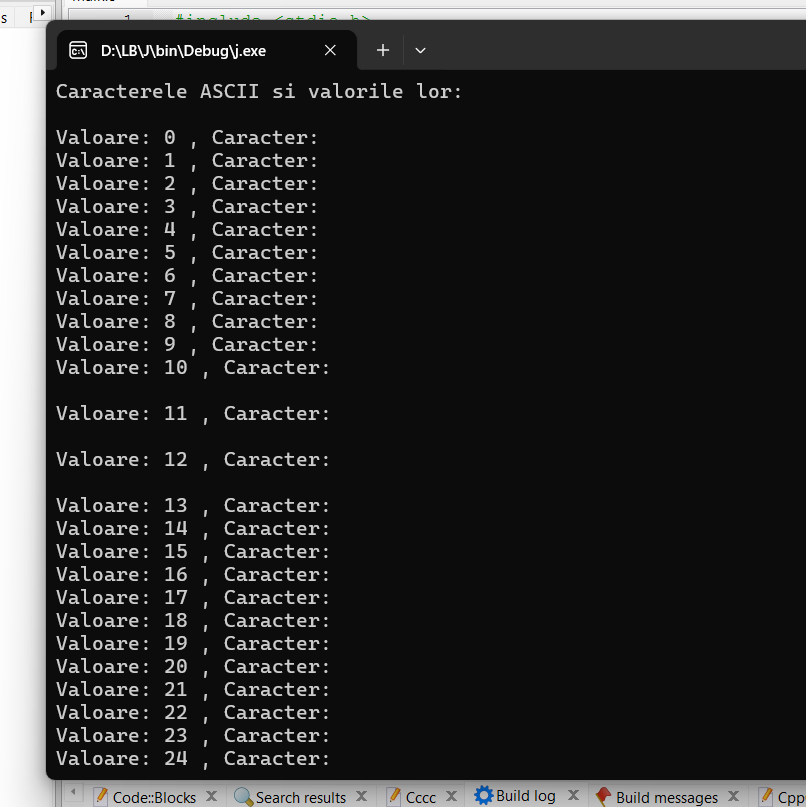 1 #include <stdio.h>
D:\LB\J\bin\Debug\j.exe
Caracterele ASCII si valorile lor:
Valoare: 0 , Caracter:
Valoare: 1 , Caracter:
Valoare: 2 , Caracter:
Valoare: 3 , Caracter:
Valoare: 4 , Caracter:
Valoare: 5 , Caracter:
Valoare: 6 , Caracter:
Valoare: 7 , Caracter:
Valoare: 8 , Caracter:
Valoare: 9 , Caracter:
Valoare: 10 , Caracter:
Valoare: 11 , Caracter:
Valoare: 12 , Caracter:
Valoare: 13 , Caracter:
Valoare: 14 , Caracter:
Valoare: 15 , Caracter:
Valoare: 16 , Caracter:
Valoare: 17 , Caracter:
Valoare: 18 , Caracter:
Valoare: 19 , Caracter:
Valoare: 20 , Caracter:
Valoare: 21 , Caracter:
Valoare: 22 , Caracter:
Valoare: 23 , Caracter:
Valoare: 24 , Caracter:
Code::Blocks Search results Cccc Build log Build messages Cpp